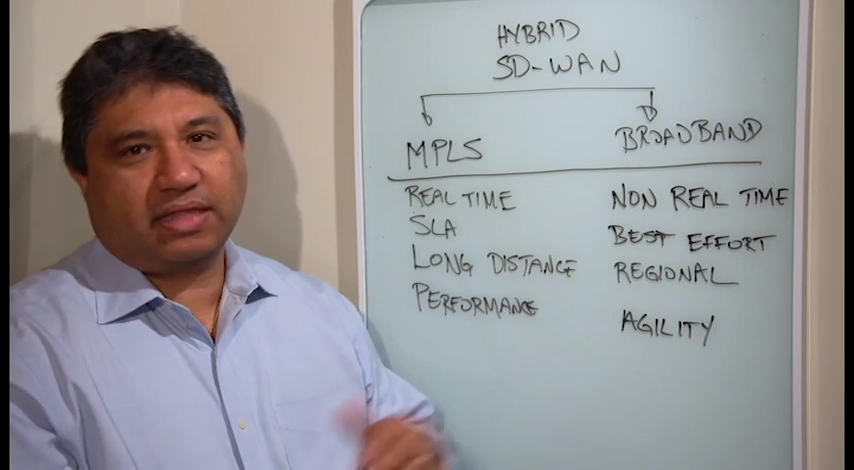 HYBRID
SD-WAN
MPLS
BROADBAND
REAL TIME
NON REAL TIME
SLA
BEST EFFORT
LONG DISTANCE
REGIONAL
PERFORMANCE
AGILITY